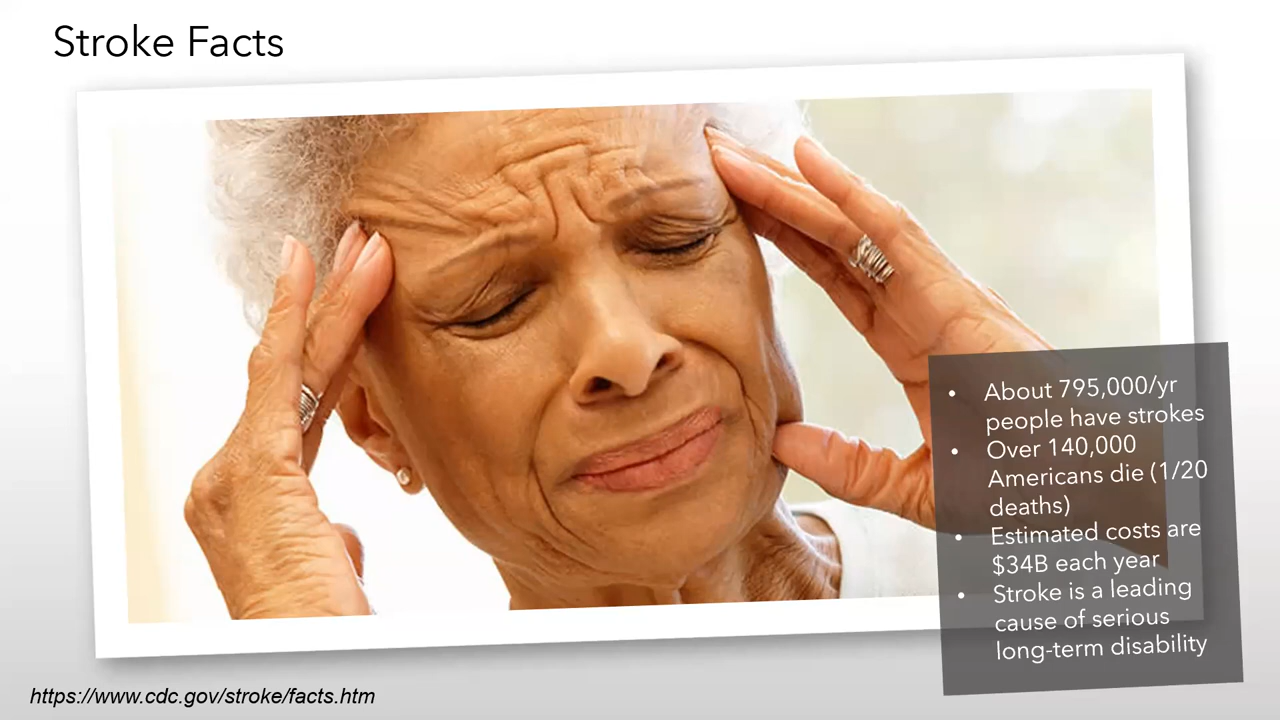 Stroke Facts
• About 795,000/yr
people have strokes
• Over 140,000
Americans die (1/20
deaths)
• Estimated costs are
$34B each year
• Stroke is a leading
cause of serious
long-term disability
https://www.cdc.gov/stroke/facts.htm